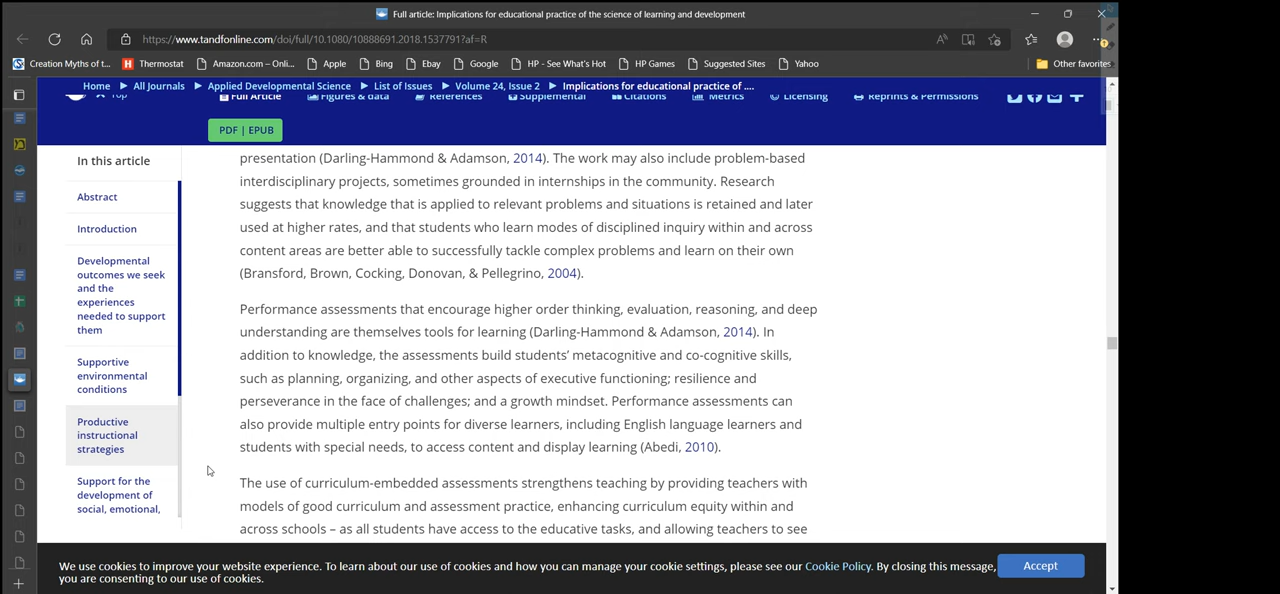 Full article: Implications for educational practice of the science of learning and development
https://www.tandfonline.com/doi/full/10.1080/10888691.2018.1537791?af=R
Creation Myths of t...
Thermostat
Amazon.com – Onli...
Apple
Bing
Ebay
Google
HP - See What's Hot
HP Games
Suggested Sites
Yahoo
Other favorites
Home
All Journals
Applied Developmental Science
List of Issues
Volume 24, Issue 2
Implications for educational practice of ....
Top
Full Article
Figures & data
References
Supplemental
Citations
Metrics
Licensing
Reprints & Permissions
PDF | EPUB
In this article
Abstract
Introduction
Developmental
outcomes we seek
and the
experiences
needed to support
them
Supportive
environmental
conditions
Productive
instructional
strategies
Support for the
development of
social, emotional,
presentation (Darling-Hammond & Adamson, 2014). The work may also include problem-based
interdisciplinary projects, sometimes grounded in internships in the community. Research
suggests that knowledge that is applied to relevant problems and situations is retained and later
used at higher rates, and that students who learn modes of disciplined inquiry within and across
content areas are better able to successfully tackle complex problems and learn on their own
(Bransford, Brown, Cocking, Donovan, & Pellegrino, 2004).
Performance assessments that encourage higher order thinking, evaluation, reasoning, and deep
understanding are themselves tools for learning (Darling-Hammond & Adamson, 2014). In
addition to knowledge, the assessments build students’ metacognitive and co-cognitive skills,
such as planning, organizing, and other aspects of executive functioning; resilience and
perseverance in the face of challenges; and a growth mindset. Performance assessments can
also provide multiple entry points for diverse learners, including English language learners and
students with special needs, to access content and display learning (Abedi, 2010).
The use of curriculum-embedded assessments strengthens teaching by providing teachers with
models of good curriculum and assessment practice, enhancing curriculum equity within and
across schools – as all students have access to the educative tasks, and allowing teachers to see
We use cookies to improve your website experience. To learn about our use of cookies and how you can manage your cookie settings, please see our Cookie Policy. By closing this message,
you are consenting to our use of cookies.
Accept